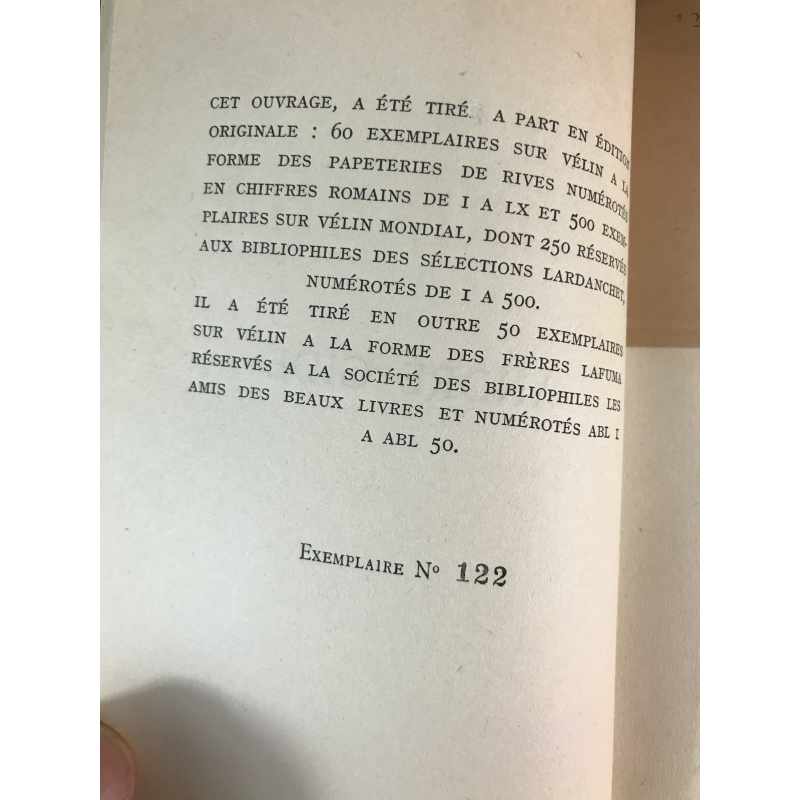 CET OUVRAGE, A ÉTÉ TIRÉ A PART EN ÉDITION
ORIGINALE : 60 EXEMPLAIRES SUR VÉLIN A LA
FORME DES PAPETERIES DE RIVES NUMÉROTÉS
EN CHIFFRES ROMAINS DE I A LX ET 500 EXEM-
PLAIRES SUR VÉLIN MONDIAL, DONT 250 RÉSERVÉS
AUX BIBLIOPHILES DES SÉLECTIONS LARDANCHET,
NUMÉROTÉS DE I A 500.
IL A ÉTÉ TIRÉ EN OUTRE 50 EXEMPLAIRES
SUR VÉLIN A LA FORME DES FRÈRES LAFUMA
RÉSERVÉS A LA SOCIÉTÉ DES BIBLIOPHILES LES
AMIS DES BEAUX LIVRES ET NUMÉROTÉS ABL I
A ABL 50.
EXEMPLAIRE Nº 122